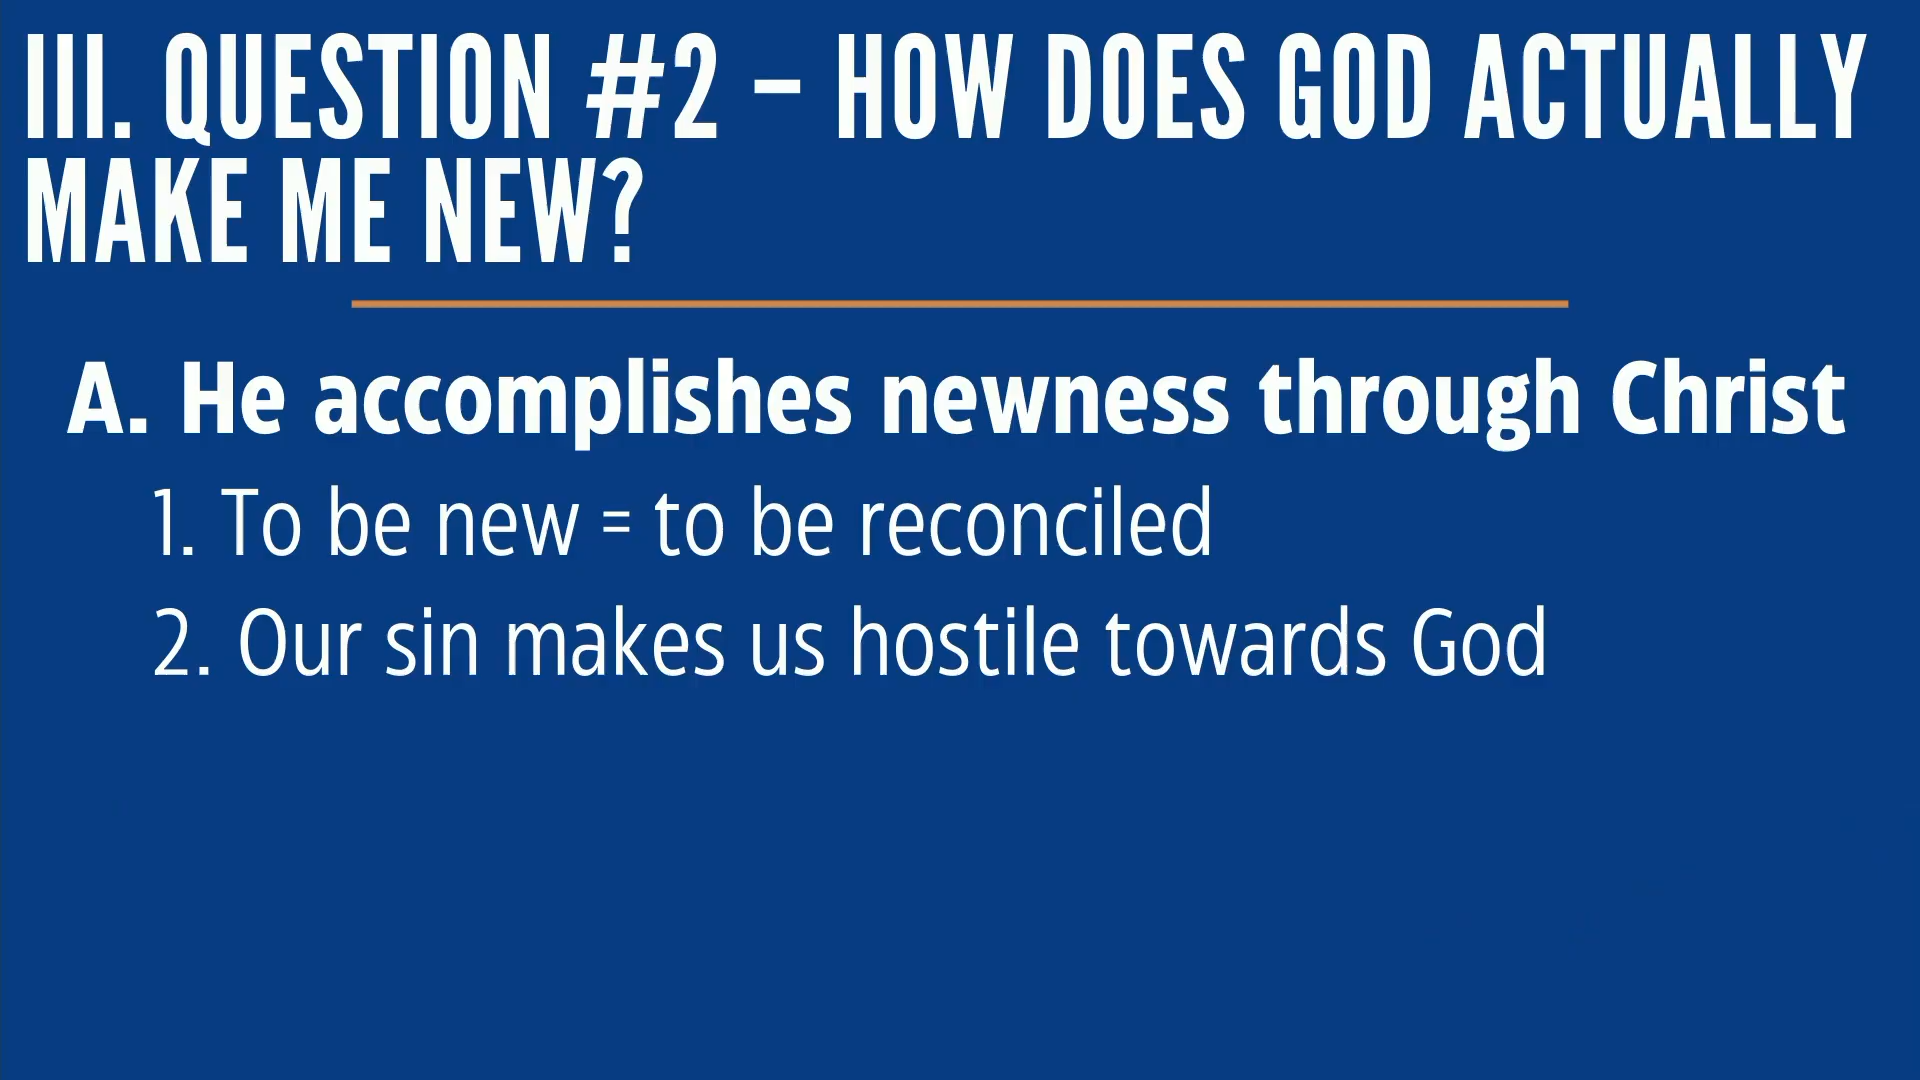 III. QUESTION #2 – HOW DOES GOD ACTUALLY
MAKE ME NEW?
A. He accomplishes newness through Christ
1. To be new = to be reconciled
2. Our sin makes us hostile towards God